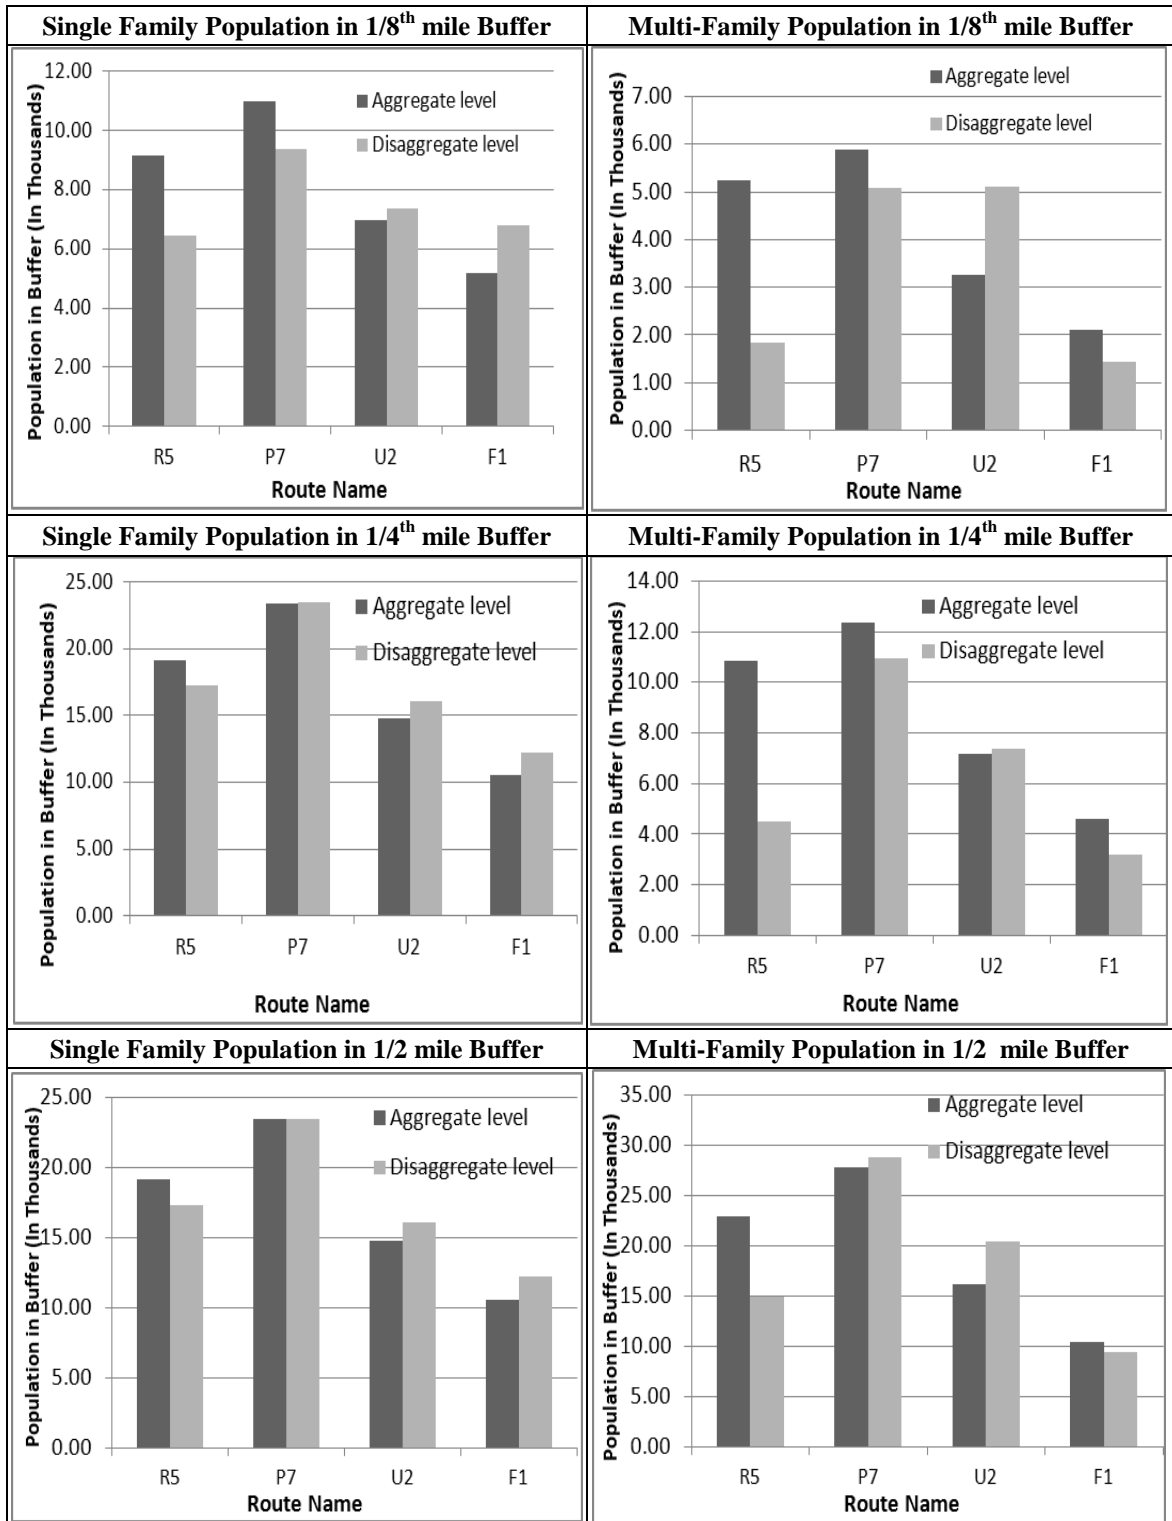 Single Family Population in 1/8th mile Buffer
12.00
10.00
8.00
6.00
4.00
2.00
0.00
Population in Buffer (In Thousands)
Aggregate level
Disaggregate level
R5 P7 U2 F1
Route Name
Multi-Family Population in 1/8th mile Buffer
7.00
6.00
5.00
4.00
3.00
2.00
1.00
0.00
Population in Buffer (In Thousands)
Aggregate level
Disaggregate level
R5 P7 U2 F1
Route Name
Single Family Population in 1/4th mile Buffer
25.00
20.00
15.00
10.00
5.00
0.00
Population in Buffer (In Thousands)
Aggregate level
Disaggregate level
R5 P7 U2 F1
Route Name
Multi-Family Population in 1/4th mile Buffer
14.00
12.00
10.00
8.00
6.00
4.00
2.00
0.00
Population in Buffer (In Thousands)
Aggregate level
Disaggregate level
R5 P7 U2 F1
Route Name
Single Family Population in 1/2 mile Buffer
25.00
20.00
15.00
10.00
5.00
0.00
Population in Buffer (In Thousands)
Aggregate level
Disaggregate level
R5 P7 U2 F1
Route Name
Multi-Family Population in 1/2 mile Buffer
35.00
30.00
25.00
20.00
15.00
10.00
5.00
0.00
Population in Buffer (In Thousands)
Aggregate level
Disaggregate level
R5 P7 U2 F1
Route Name